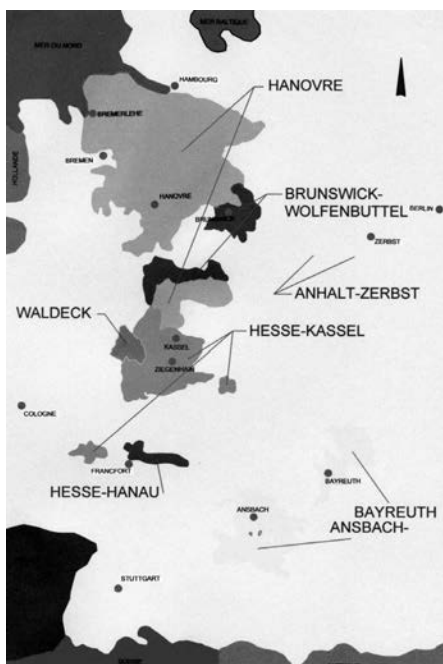 MER DU NORD
MER BALTIQUE
HAMBOURG
HANOVRE
BREMERLEHE
HOLLANDE
BREMEN
HANOVRE
BRUNSWICK-
WOLFENBUTTEL
BERLIN
BRUNSWICK
ZERBST
ANHALT-ZERBST
WALDECK
HESSE-KASSEL
KASSEL
ZIEGENHAIN
COLOGNE
FRANCFORT
HESSE-HANAU
BAYREUTH
BAYREUTH
ANSBACH-
ANSBACH
STUTTGART
SUISSE